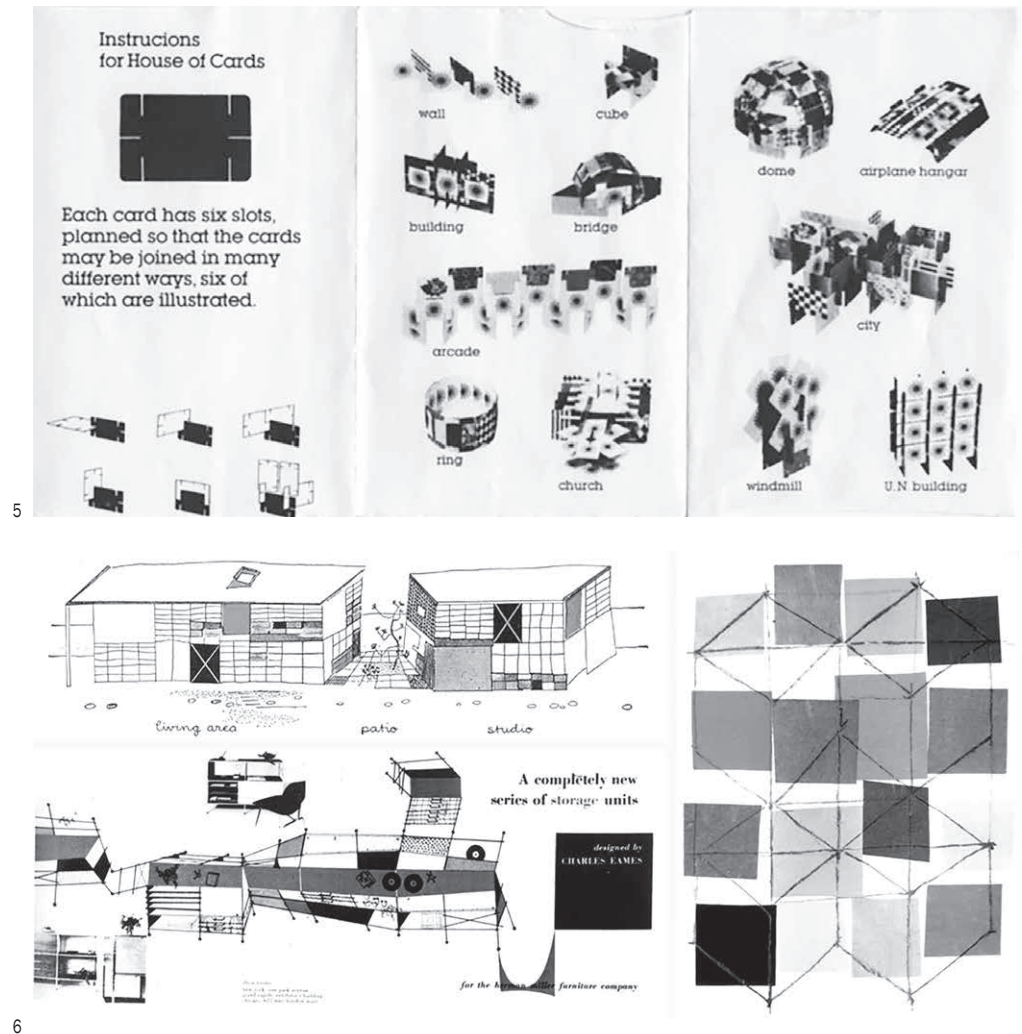 Instrucions
for House of Cards
Each card has six slots,
planned so that the cards
may be joined in many
different ways, six of
which are illustrated.
wall
cube
building
bridge
arcade
ring
church
dome
airplane hangar
city
windmill
U.N building
5
living area
patio
studio
A completely new
series of storage units
designed by
CHARLES EAMES
for the herman miller furniture company
6